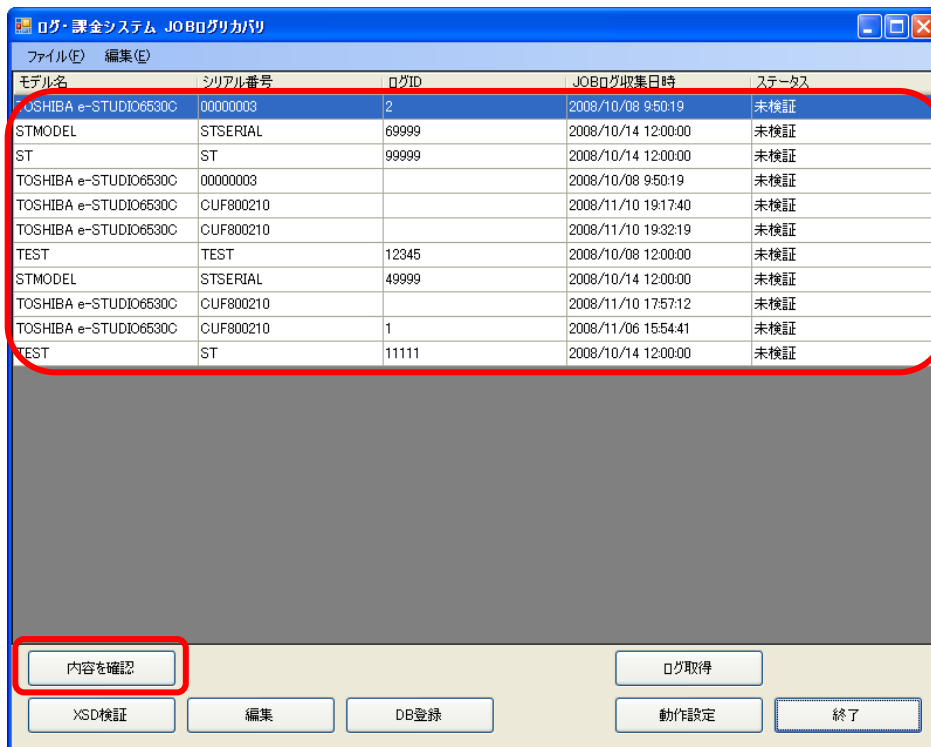 ログ・課金システム JOBログリカバリ
ファイル(F) 編集(E)
モデル名 シリアル番号 ログID JOBログ収集日時 ステータス
TOSHIBA e-STUDIO6530C 00000003 2 2008/10/08 9:50:19 未検証
STMODEL STSERIAL 69999 2008/10/14 12:00:00 未検証
ST ST 99999 2008/10/14 12:00:00 未検証
TOSHIBA e-STUDIO6530C 00000003 2008/10/08 9:50:19 未検証
TOSHIBA e-STUDIO6530C CUF800210 2008/11/10 19:17:40 未検証
TOSHIBA e-STUDIO6530C CUF800210 2008/11/10 19:32:19 未検証
TEST TEST 12345 2008/10/08 12:00:00 未検証
STMODEL STSERIAL 49999 2008/10/14 12:00:00 未検証
TOSHIBA e-STUDIO6530C CUF800210 2008/11/10 17:57:12 未検証
TOSHIBA e-STUDIO6530C CUF800210 1 2008/11/06 15:54:41 未検証
TEST ST 11111 2008/10/14 12:00:00 未検証
内容を確認 ログ取得
XSD検証 編集 DB登録 動作設定 終了